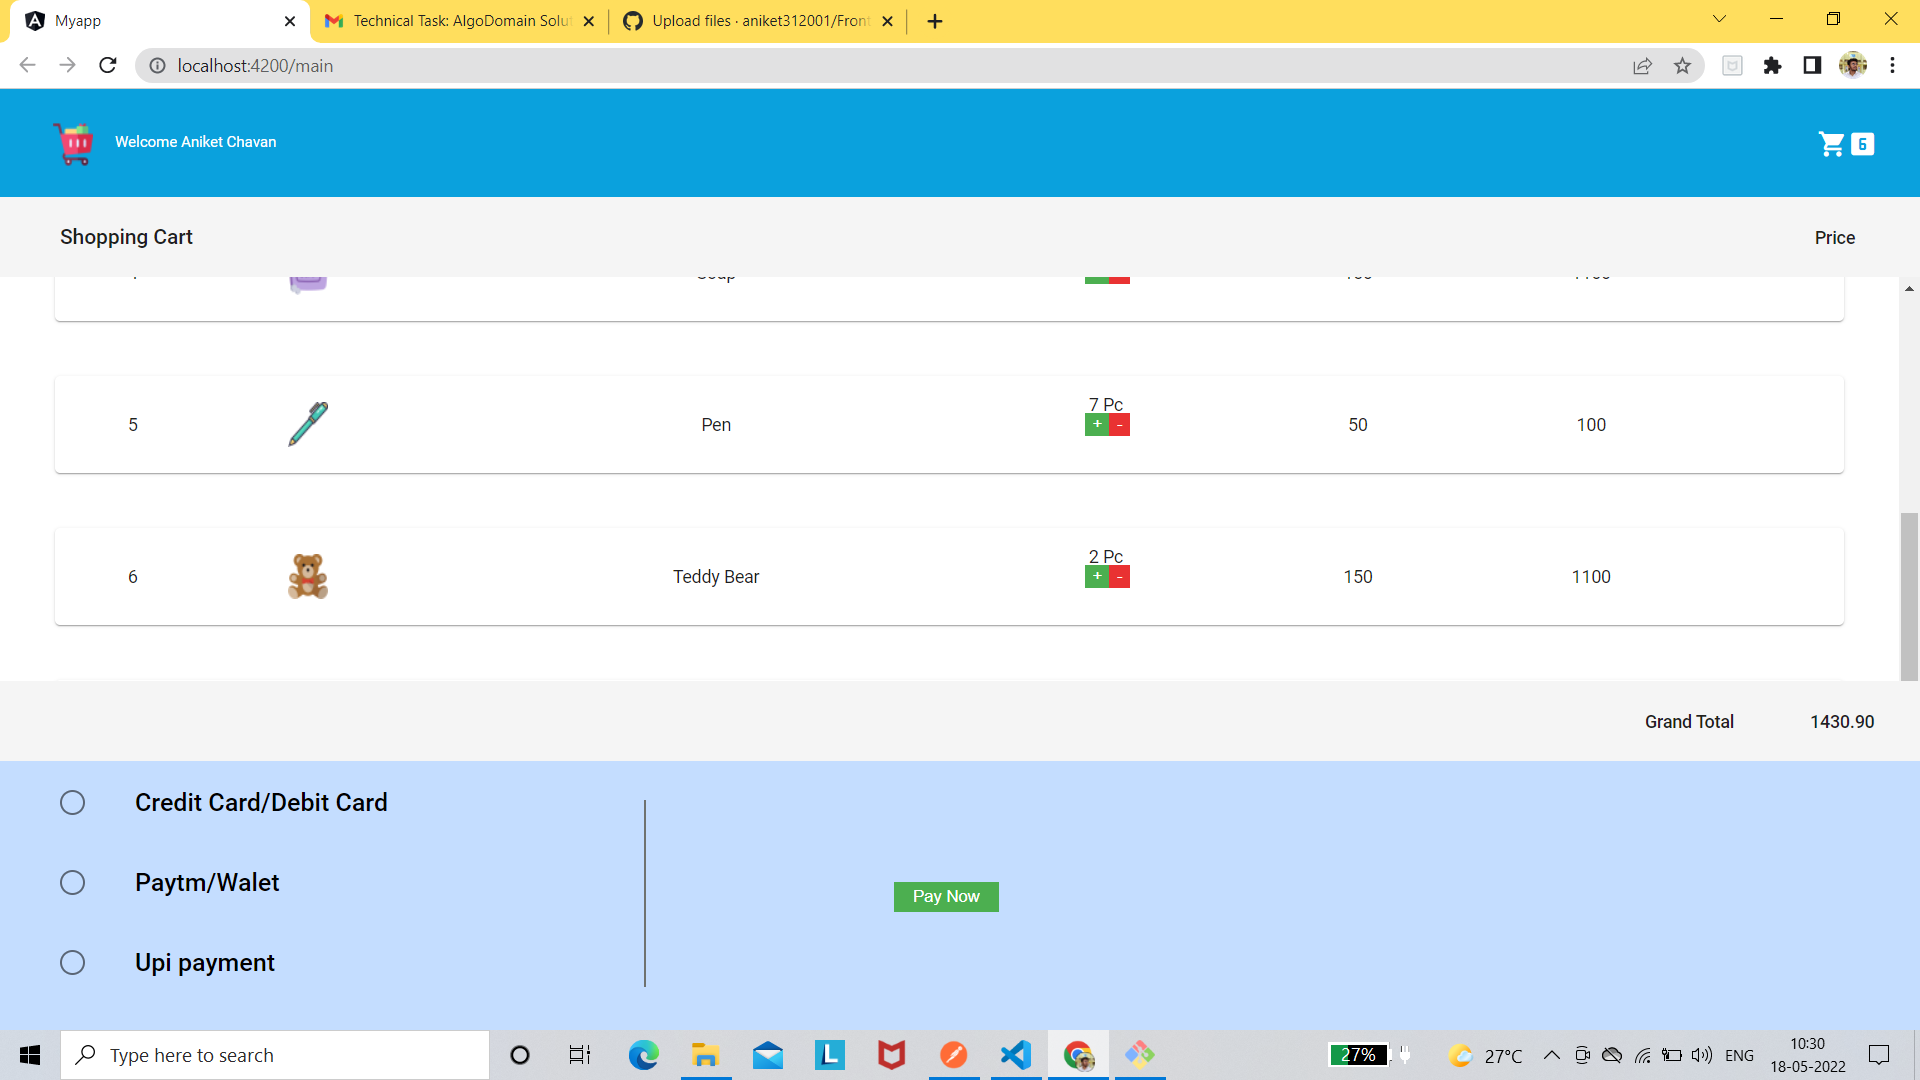 Myapp
Technical Task: AlgoDomain Solut
Upload files · aniket312001/Front
localhost:4200/main
Welcome Aniket Chavan
6
Shopping Cart
Price
Soap
5
Pen
7 Pc
+ -
50
100
6
Teddy Bear
2 Pc
+ -
150
1100
Grand Total
1430.90
Credit Card/Debit Card
Paytm/Walet
Pay Now
Upi payment
Type here to search
L
27%
27°C
ENG
10:30
18-05-2022